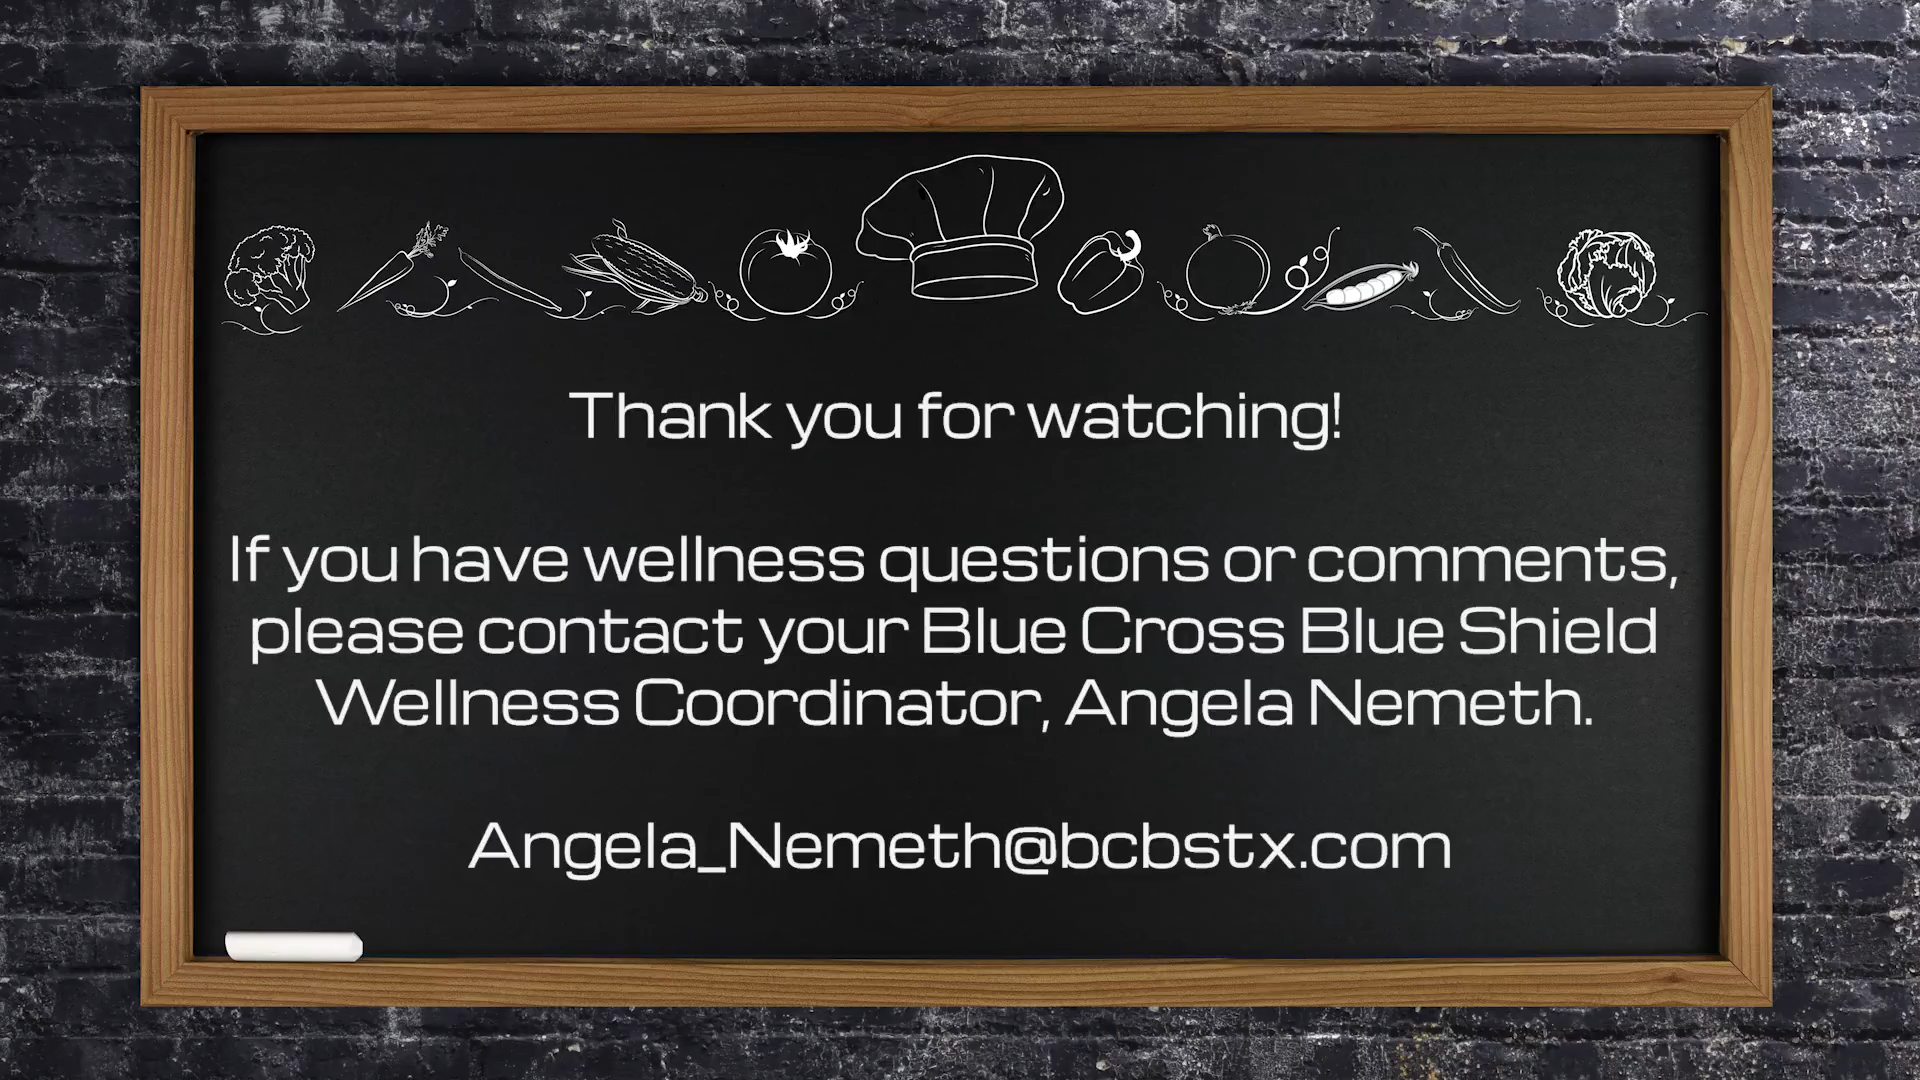 Thank you for watching!
If you have wellness questions or comments,
please contact your Blue Cross Blue Shield
Wellness Coordinator, Angela Nemeth.
Angela_Nemeth@bcbstx.com